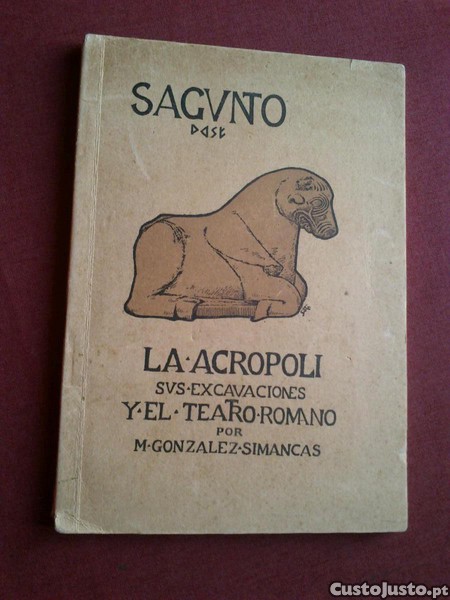 SAGVNTO
LA·ACROPOLI
SVS·EXCAVACIONES
Y·EL·TEATRO·ROMANO
POR
M·GONZALEZ·SIMANCAS
CustoJusto.pt